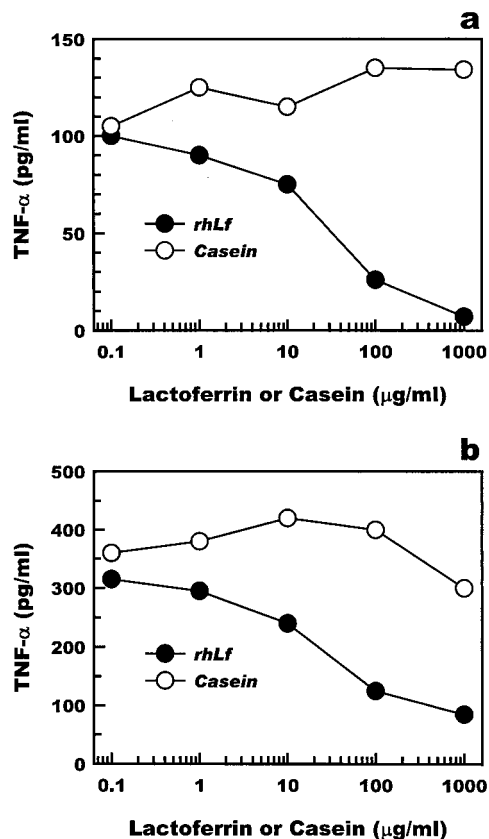 a
150
100
50
0
TNF-α (pg/ml)
rhLf
Casein
0.1 1 10 100 1000
Lactoferrin or Casein (μg/ml)
b
500
400
300
200
100
0
TNF-α (pg/ml)
rhLf
Casein
0.1 1 10 100 1000
Lactoferrin or Casein (μg/ml)